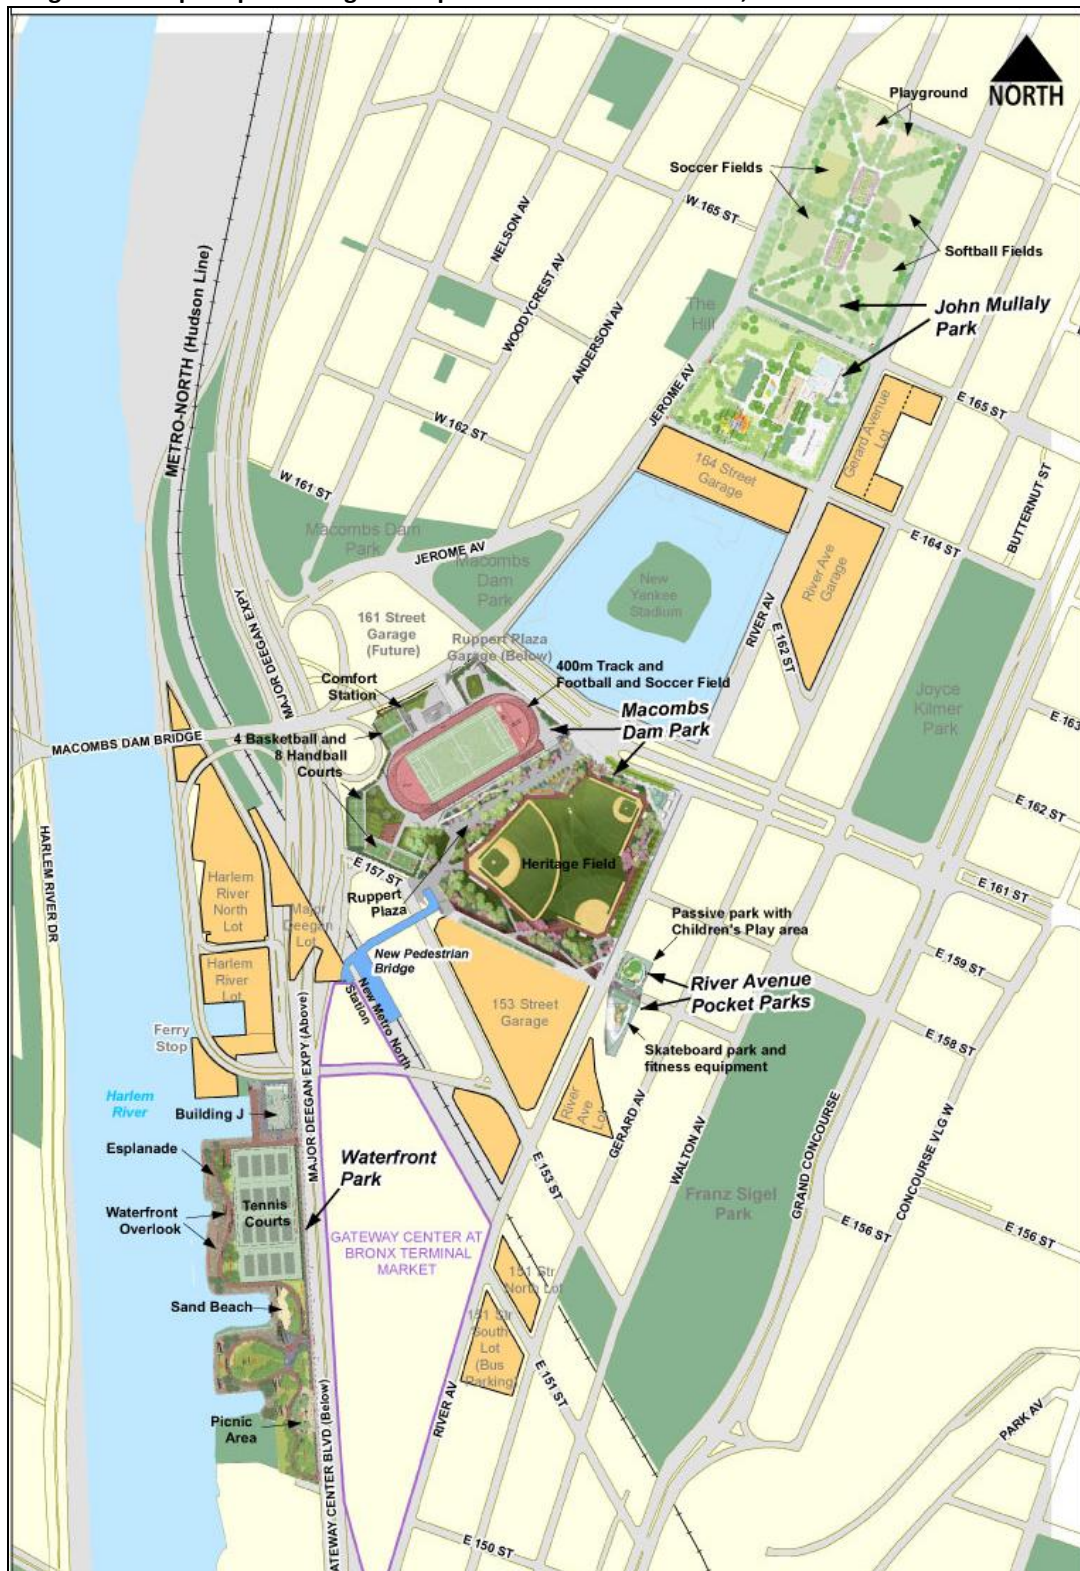 NORTH
Playground
Soccer Fields
W 165 ST
NELSON AV
Softball Fields
METRO-NORTH (Hudson Line)
WOODYCREST AV
ANDERSON AV
The
Hill
John Mullaly
Park
JEROME AV
E 165 ST
Gerard Avenue
Lot
W 162 ST
164 Street
Garage
W 161 ST
BUTTERNUT ST
Macombs Dam
Park
JEROME AV
Macombs
Dam
Park
E 164 ST
River Ave
Garage
New
Yankee
Stadium
MAJOR DEEGAN EXPY
RIVER AV
E 162 ST
161 Street
Garage
(Future)
Ruppert Plaza
Garage (Below)
400m Track and
Football and Soccer Field
Comfort
Station
Joyce
Kilmer
Park
Macombs
Dam Park
E 163
MACOMBS DAM BRIDGE
4 Basketball and
8 Handball
Courts
E 162 ST
HARLEM RIVER DR
Heritage Field
E 157 ST
E 161 ST
Harlem
River
North
Lot
Ruppert
Plaza
Major
Deegan
Lot
Passive park with
Children's Play area
New Pedestrian
Bridge
E 159 ST
Harlem
River
Lot
River Avenue
Pocket Parks
New Metro North
Station
153 Street
Garage
Ferry
Stop
E 158 ST
Skateboard park and
fitness equipment
MAJOR DEEGAN EXPY (Above)
Harlem
River
Building J
River
Ave
Lot
GERARD AV
Esplanade
Waterfront
Park
WALTON AV
GRAND CONCOURSE
CONCOURSE VLG W
E 153 ST
Tennis
Courts
Waterfront
Overlook
Franz Sigel
Park
E 156 ST
E 156 ST
GATEWAY CENTER AT
BRONX TERMINAL
MARKET
151 Str
North Lot
Sand Beach
151 Str
South
Lot
(Bus
Parking)
E 151 ST
RIVER AV
Picnic
Area
PARK AV
GATEWAY CENTER BLVD (Below)
E 150 ST